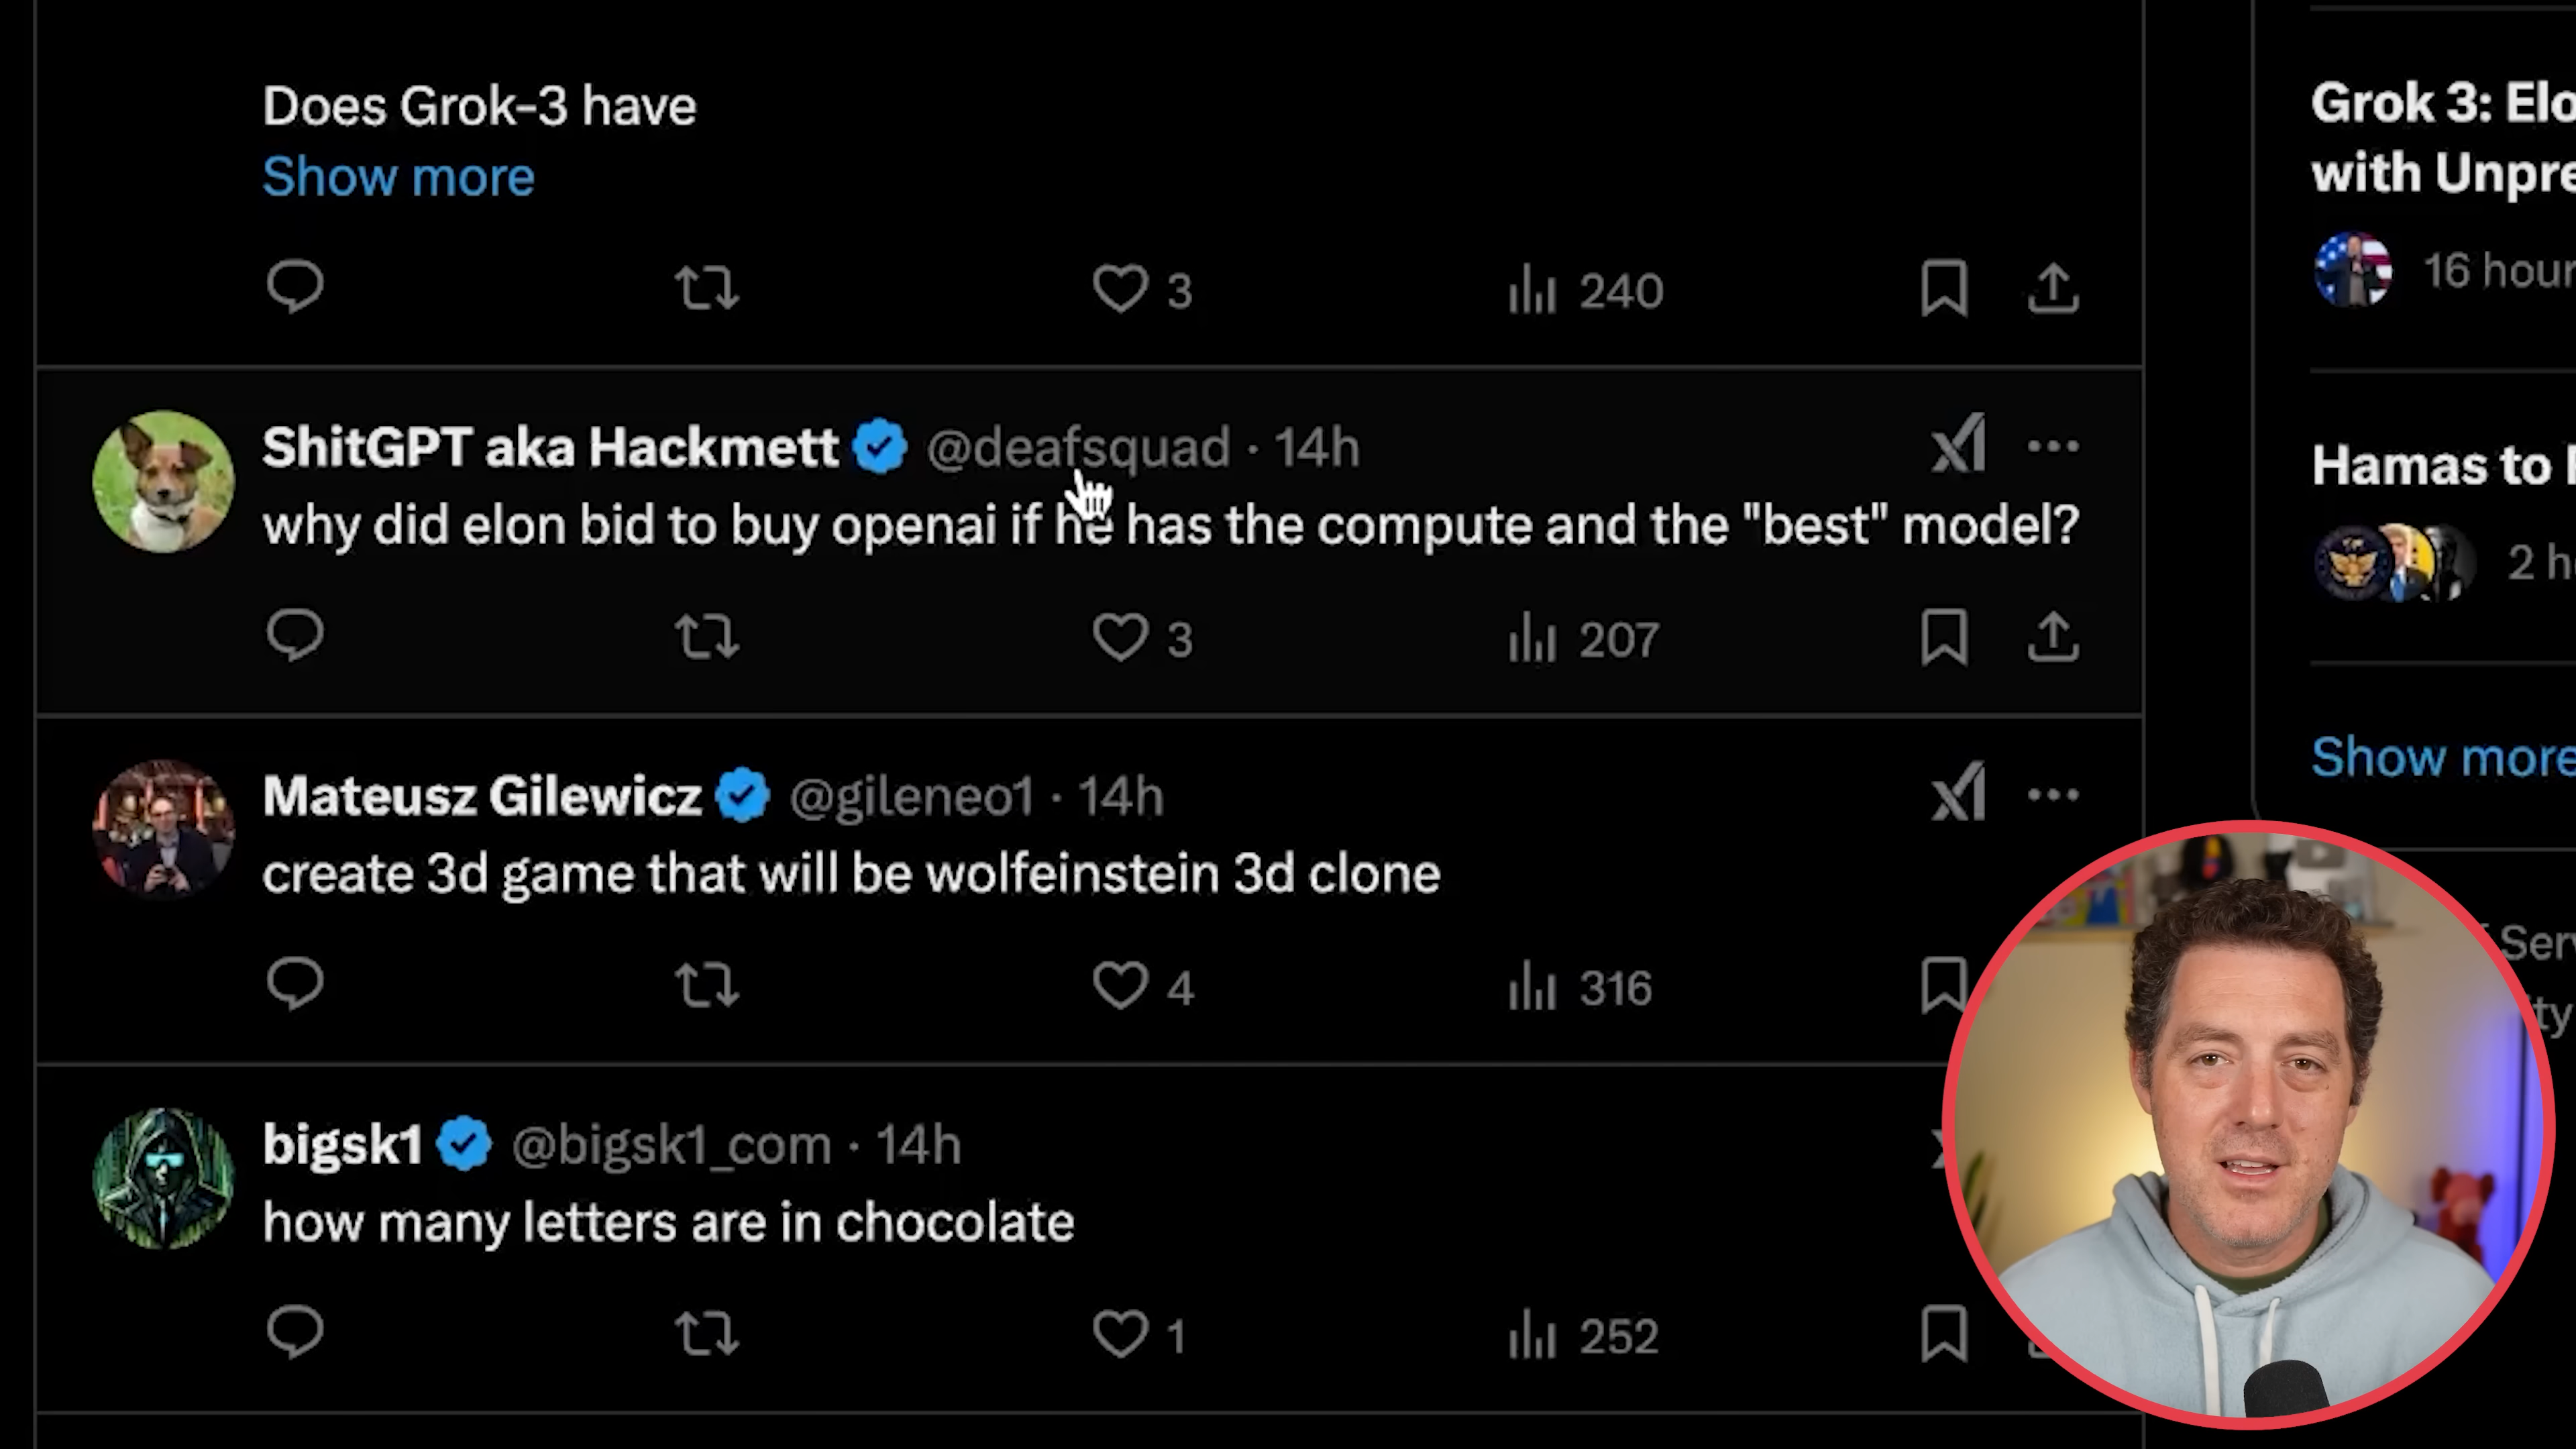 Does Grok-3 have
Show more
3
240
ShitGPT aka Hackmett @deafsquad · 14h
why did elon bid to buy openai if he has the compute and the "best" model?
3
207
Mateusz Gilewicz @gileneo1 · 14h
create 3d game that will be wolfeinstein 3d clone
4
316
bigsk1 @bigsk1_com · 14h
how many letters are in chocolate
1
252
Grok 3: Elo
with Unpre
16 hour
Hamas to
2 h
Show more
Serv
ity